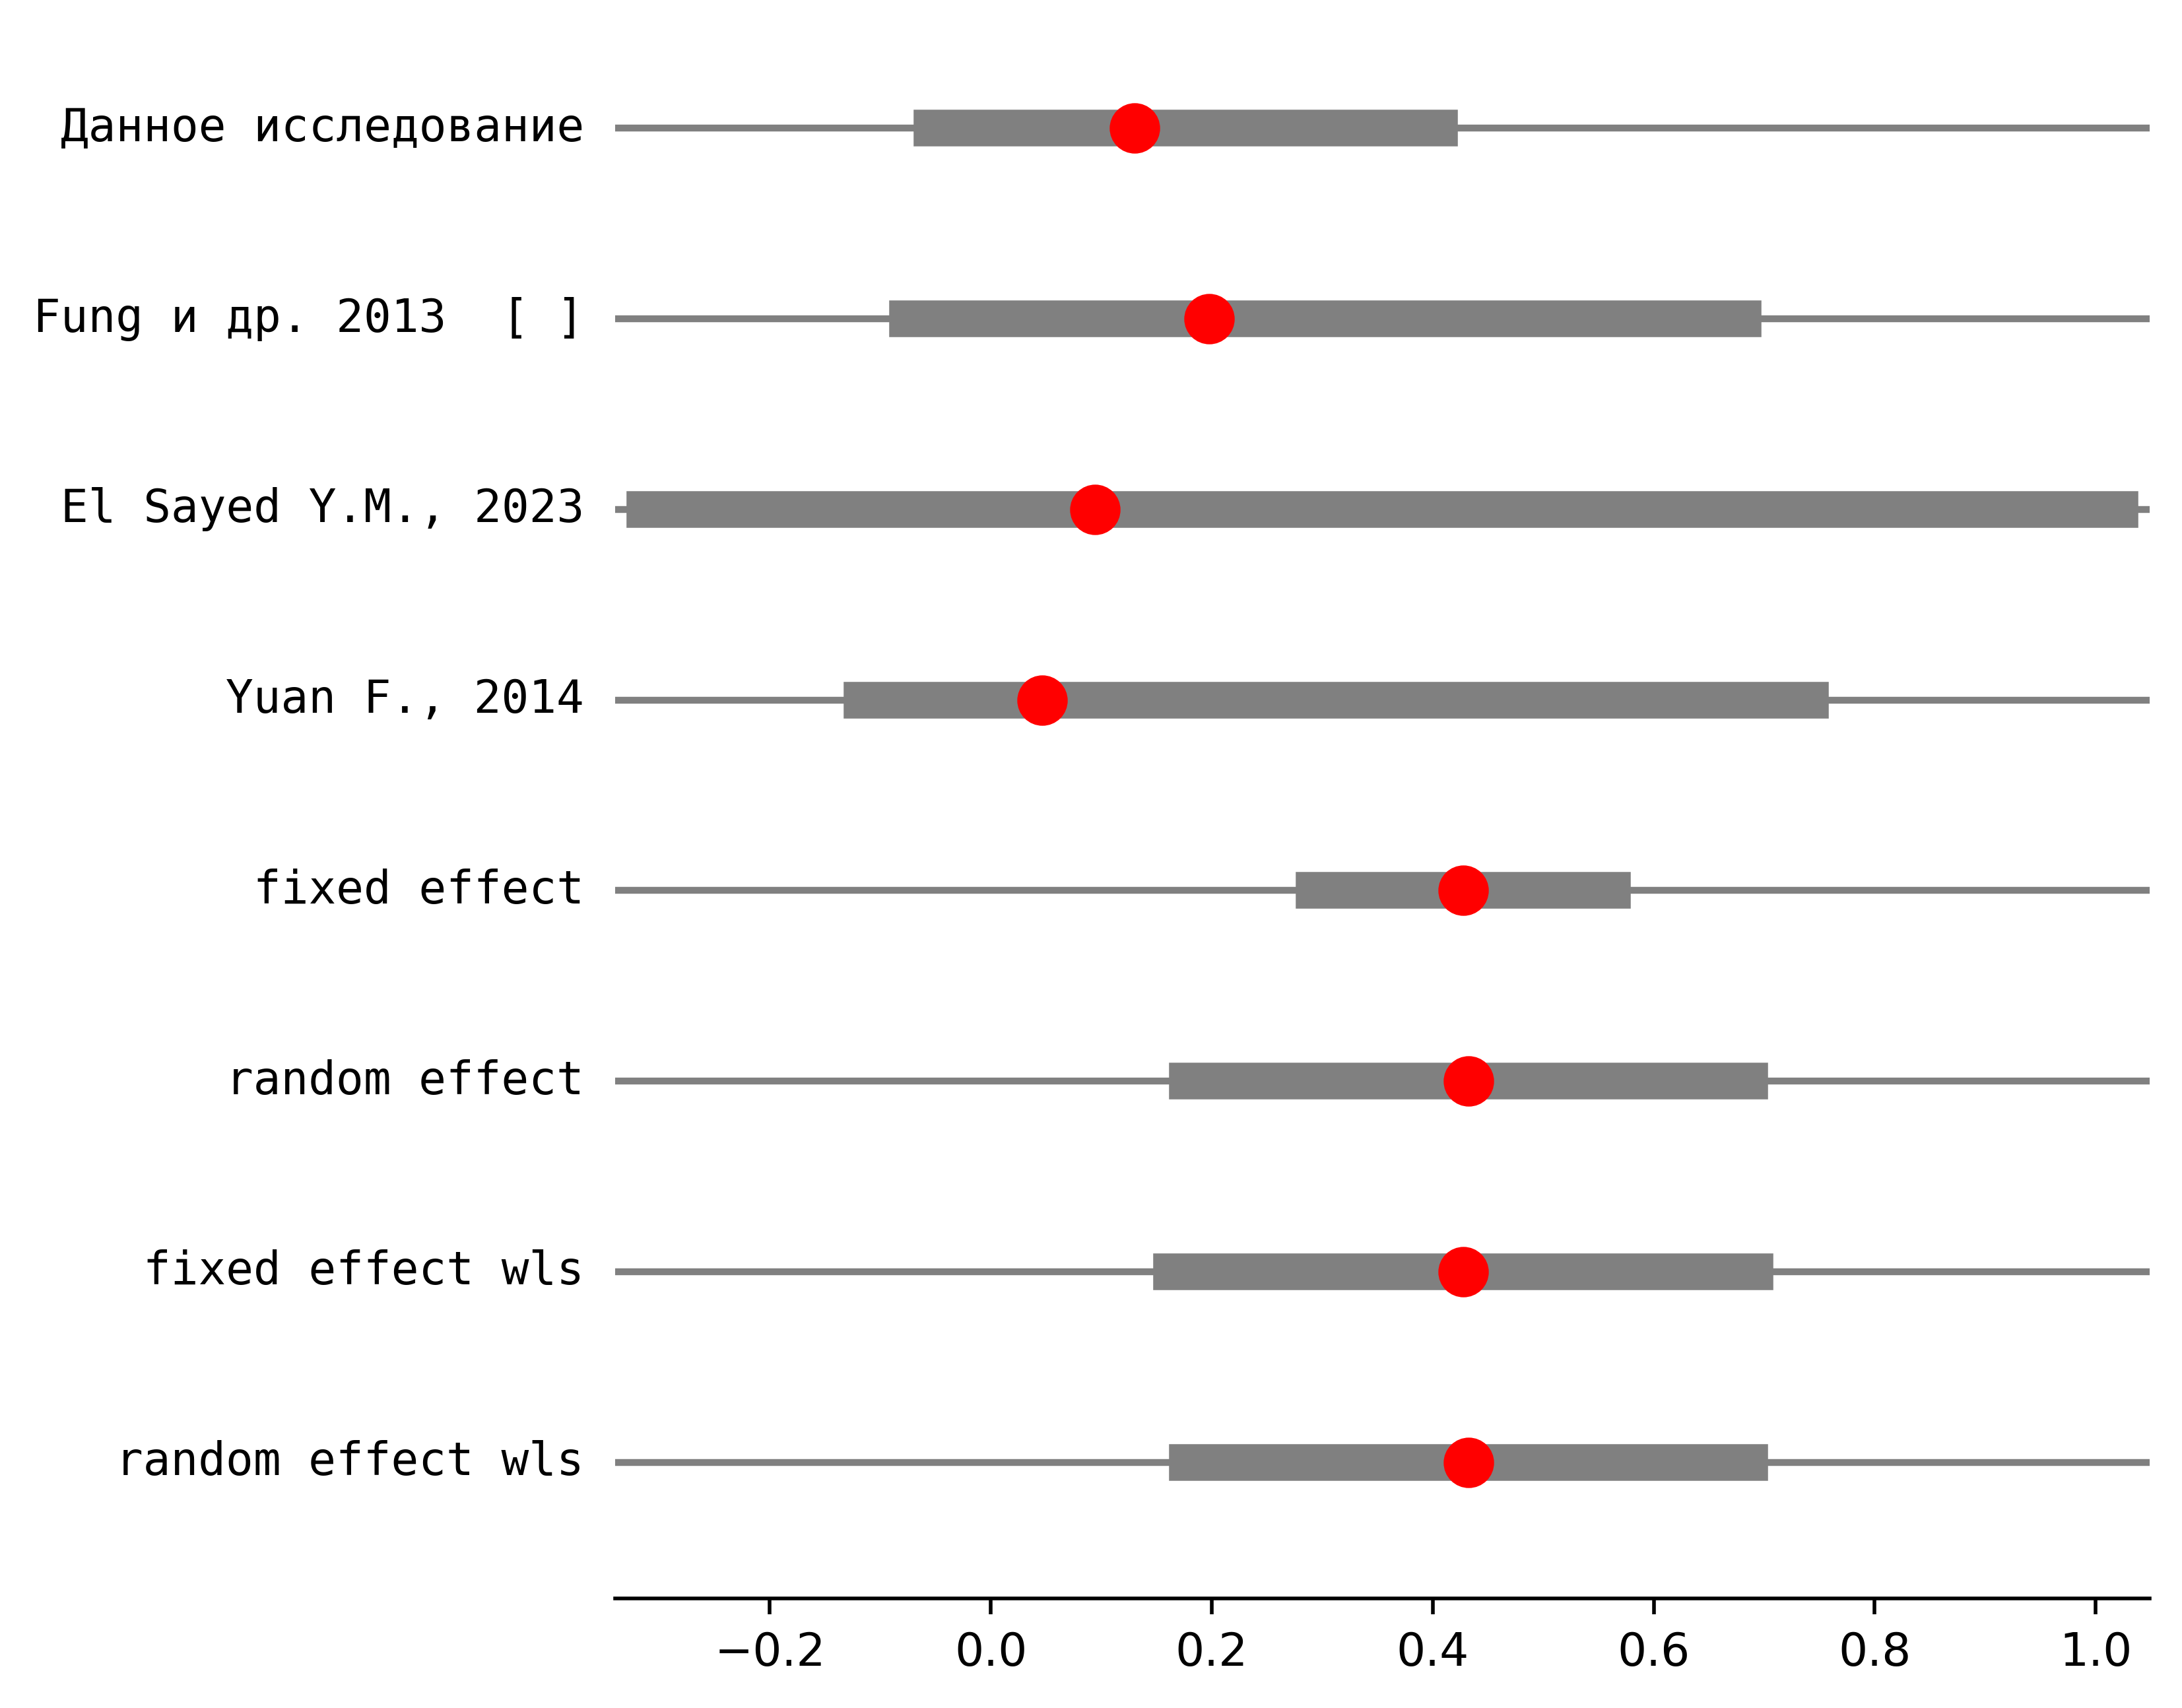 Данное исследование
Fung и др. 2013  [ ]
El Sayed Y.M., 2023
Yuan F., 2014
fixed effect
random effect
fixed effect wls
random effect wls
−0.2 0.0 0.2 0.4 0.6 0.8 1.0